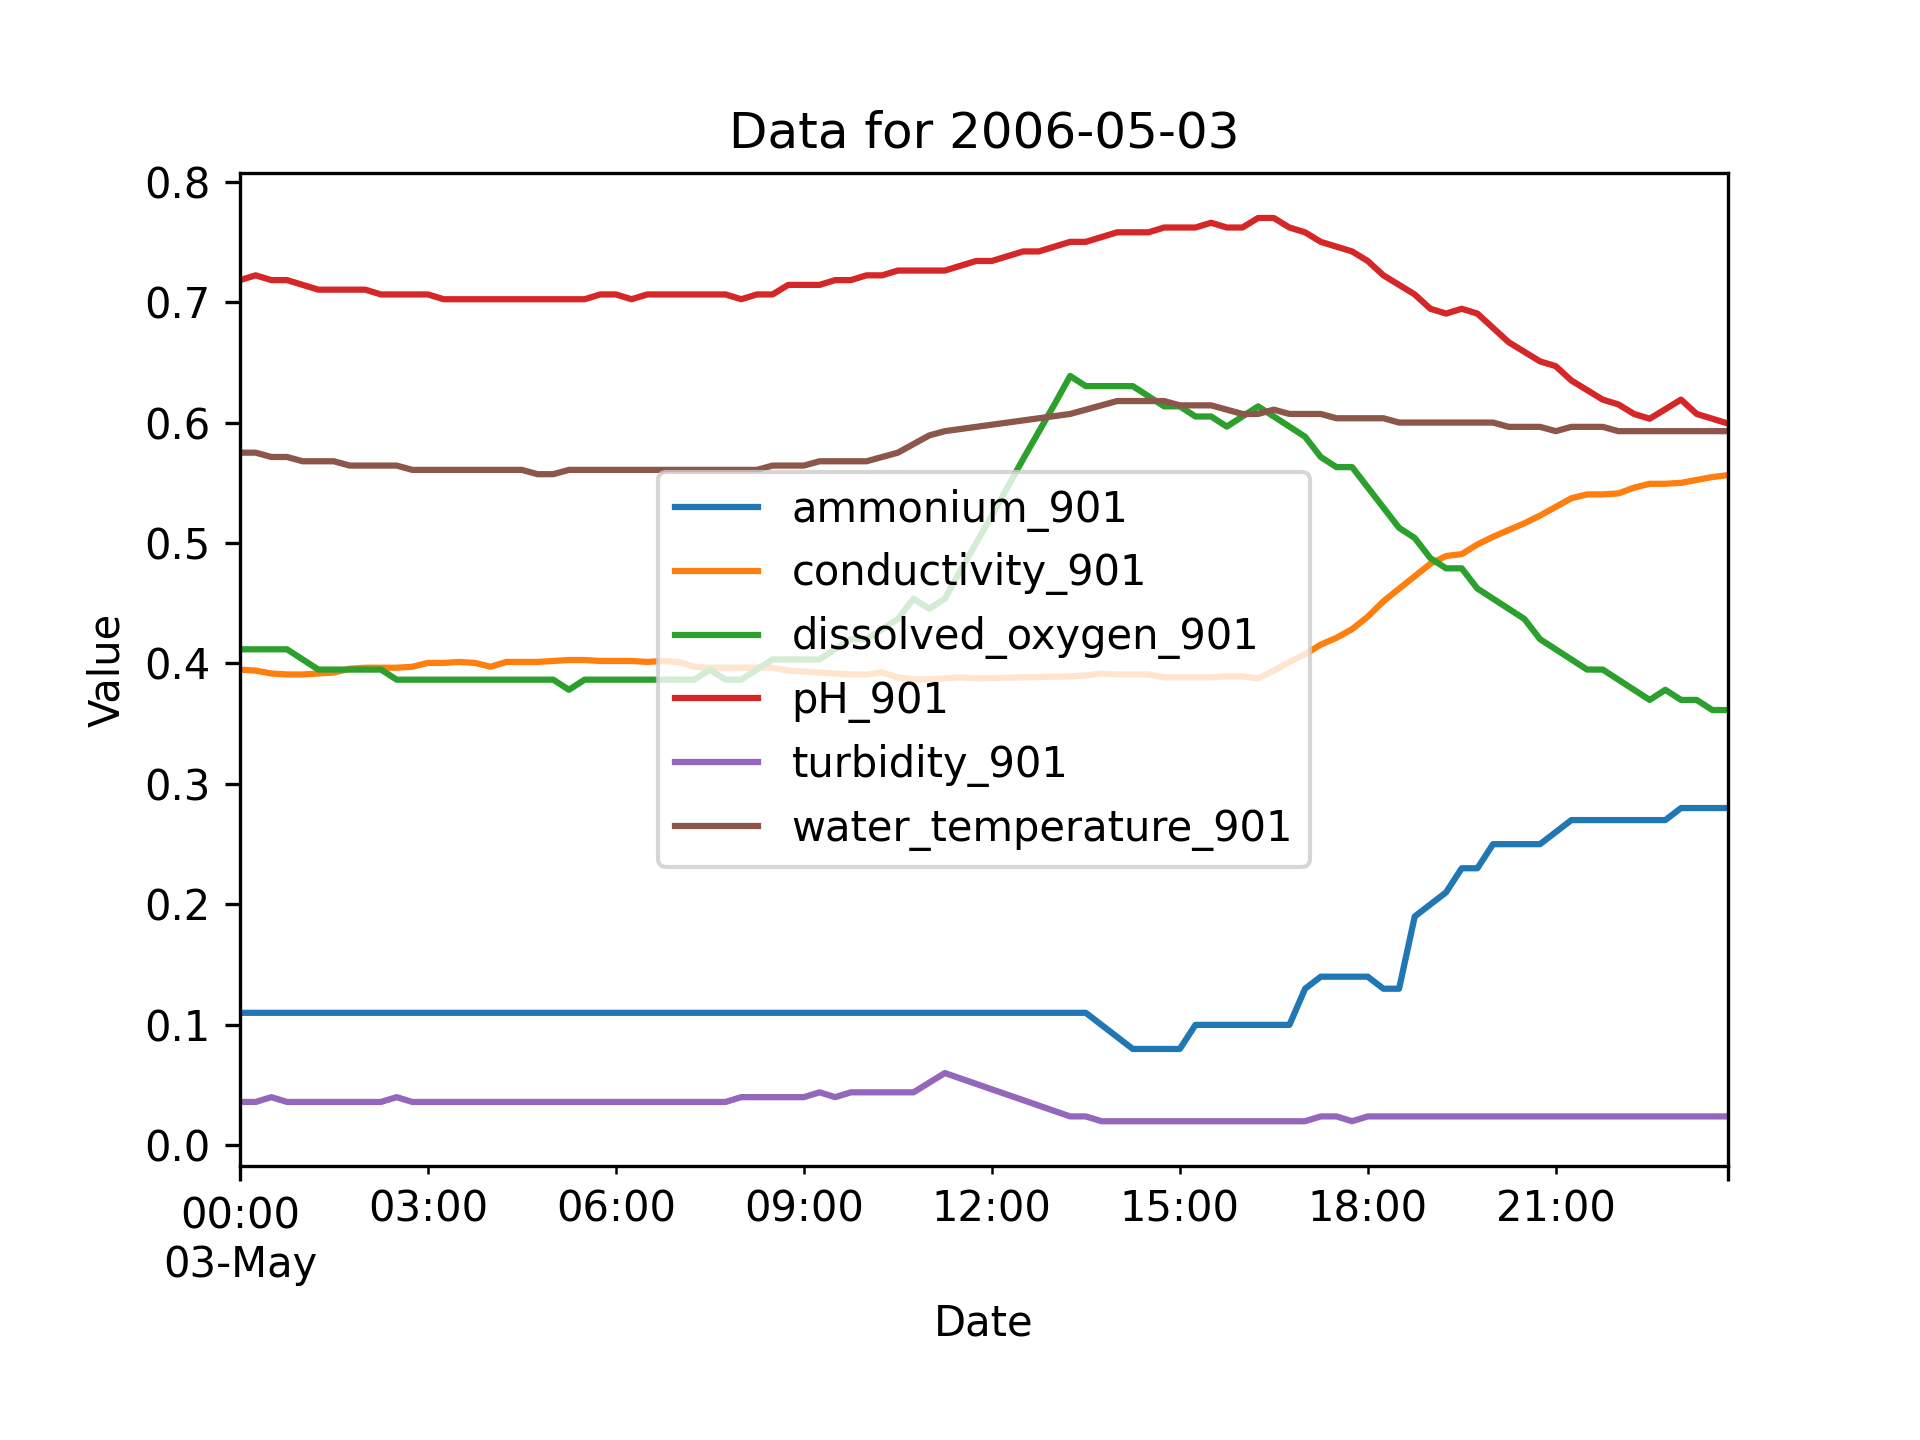 Data for 2006-05-03
0.8
0.7
0.6
0.5
0.4
0.3
0.2
0.1
0.0
Value
ammonium_901
conductivity_901
dissolved_oxygen_901
pH_901
turbidity_901
water_temperature_901
00:00 03:00 06:00 09:00 12:00 15:00 18:00 21:00
03-May
Date